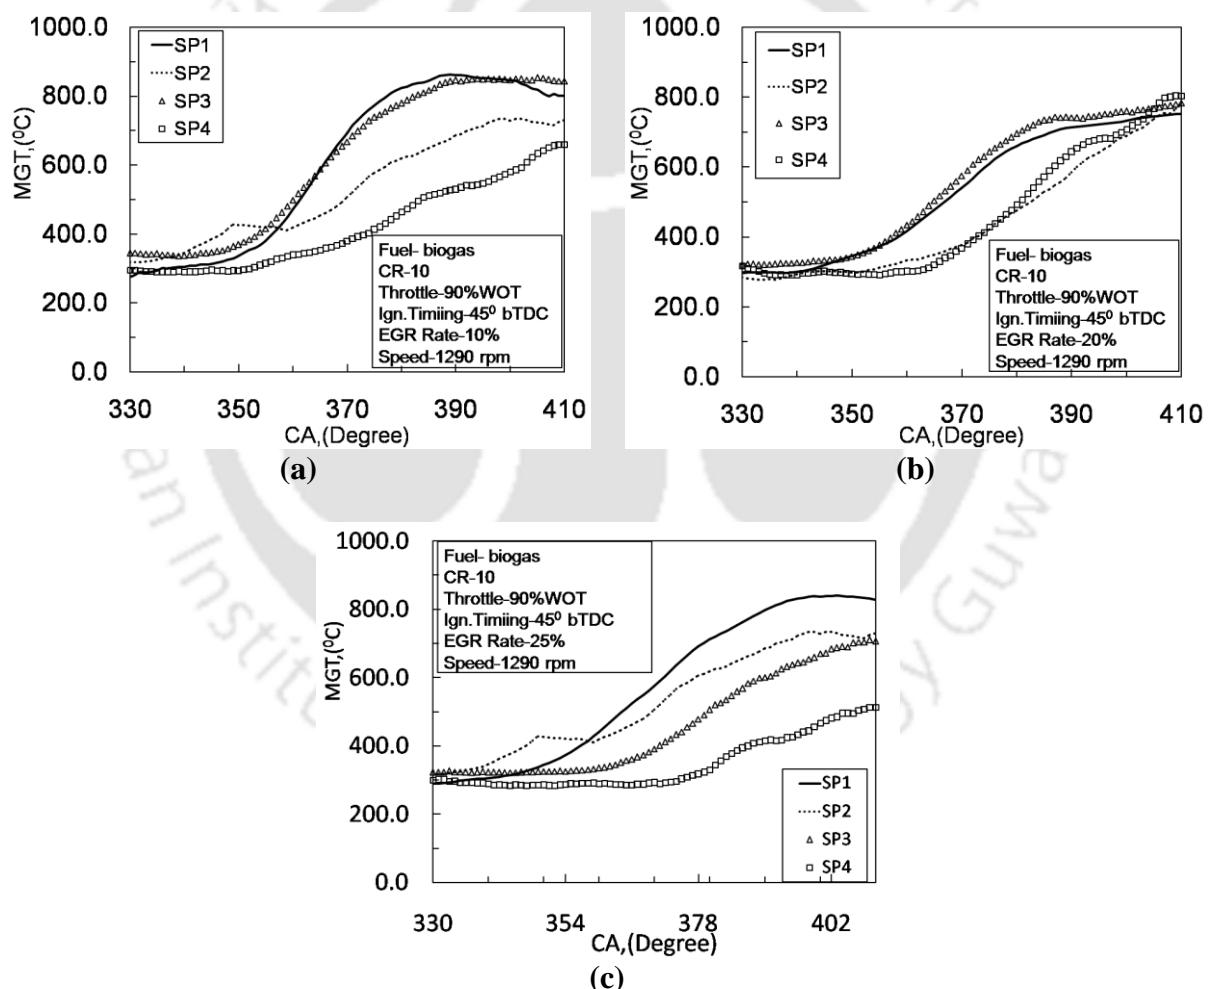 1000.0
800.0
600.0
400.0
200.0
0.0
MGT,(⁰C)
SP1
SP2
SP3
SP4
Fuel- biogas
CR-10
Throttle-90%WOT
Ign.Timiing-45⁰ bTDC
EGR Rate-10%
Speed-1290 rpm
330 350 370 390 410
CA,(Degree)
(a)
1000.0
800.0
600.0
400.0
200.0
0.0
MGT,(⁰C)
SP1
SP2
SP3
SP4
Fuel- biogas
CR-10
Throttle-90%WOT
Ign.Timiing-45⁰ bTDC
EGR Rate-20%
Speed-1290 rpm
330 350 370 390 410
CA,(Degree)
(b)
1000.0
800.0
600.0
400.0
200.0
0.0
MGT,(⁰C)
Fuel- biogas
CR-10
Throttle-90%WOT
Ign.Timiing-45⁰ bTDC
EGR Rate-25%
Speed-1290 rpm
SP1
SP2
SP3
SP4
330 354 378 402
CA,(Degree)
(c)
an Institu
y Guwa